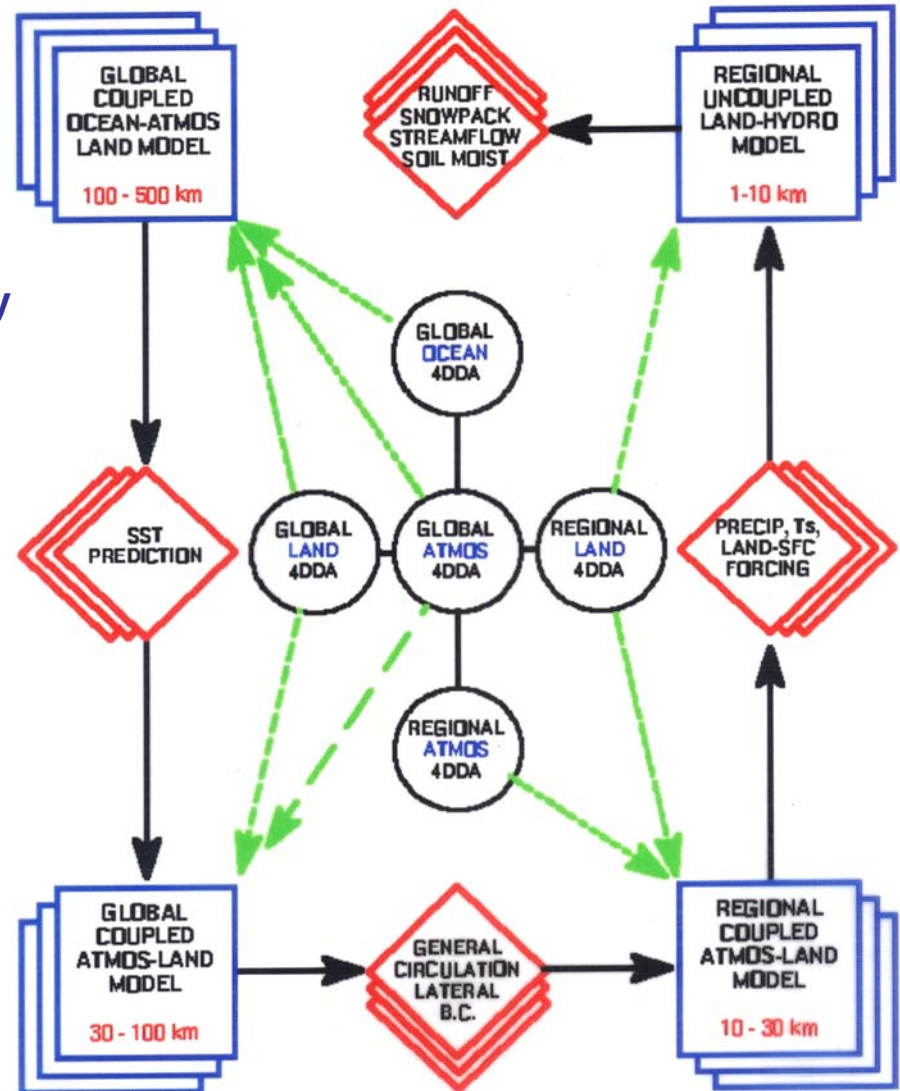 GLOBAL
COUPLED
OCEAN-ATMOS
LAND MODEL
100 - 500 km
RUNOFF
SNOWPACK
STREAMFLOW
SOIL MOIST
REGIONAL
UNCOUPLED
LAND-HYDRO
MODEL
1-10 km
y
GLOBAL
OCEAN
4DDA
SST
PREDICTION
GLOBAL
LAND
4DDA
GLOBAL
ATMOS
4DDA
REGIONAL
LAND
4DDA
PRECIP, Ts,
LAND-SFC
FORCING
REGIONAL
ATMOS
4DDA
GLOBAL
COUPLED
ATMOS-LAND
MODEL
30 - 100 km
GENERAL
CIRCULATION
LATERAL
B.C.
REGIONAL
COUPLED
ATMOS-LAND
MODEL
10 - 30 km